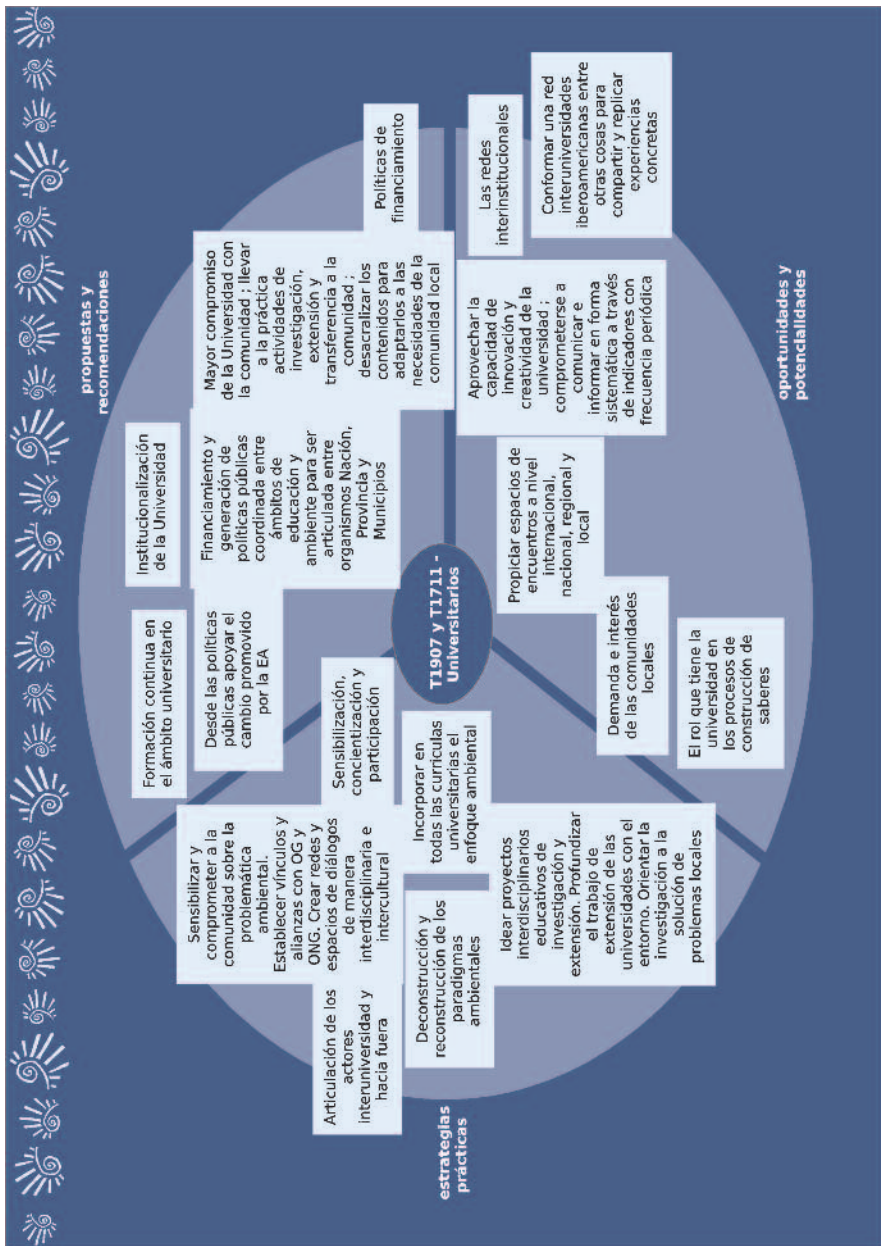 propuestas y
recomendaciones
Formación continua en
el ámbito universitario
Institucionalización
de la Universidad
Desde las políticas
públicas apoyar el
cambio promovido
por la EA
Financiamiento y
generación de
políticas públicas
coordinada entre
ámbitos de
educación y
ambiente para ser
articulada entre
organismos Nación,
Provincia y
Municipios
Mayor compromiso
de la Universidad con
la comunidad ; llevar
a la práctica
actividades de
investigación,
extensión y
transferencia a la
comunidad ;
desacralizar los
contenidos para
adaptarlos a las
necesidades de la
comunidad local
Políticas de
financiamiento
estrategias
prácticas
Sensibilizar y
comprometer a la
comunidad sobre la
problemática
ambiental.
Establecer vínculos y
alianzas con OG y
ONG. Crear redes y
espacios de diálogos
de manera
interdisciplinaria e
intercultural
Sensibilización,
concientización y
participación
Articulación de los
actores
interuniversidad y
hacia fuera
Deconstrucción y
reconstrucción de los
paradigmas
ambientales
Incorporar en
todas las curriculas
universitarias el
enfoque ambiental
Idear proyectos
interdisciplinarios
educativos de
investigación y
extensión. Profundizar
el trabajo de
extensión de las
universidades con el
entorno. Orientar la
investigación a la
solución de
problemas locales
T1907 y T1711 -
Universitarios
oportunidades y
potencialidades
Las redes
interinstitucionales
Conformar una red
interuniversidades
iberoamericanas entre
otras cosas para
compartir y replicar
experiencias
concretas
Aprovechar la
capacidad de
innovación y
creatividad de la
universidad ;
comprometerse a
comunicar e
informar en forma
sistemática a través
de indicadores con
frecuencia periódica
Propiciar espacios de
encuentros a nivel
internacional,
nacional, regional y
local
Demanda e interés
de las comunidades
locales
El rol que tiene la
universidad en
los procesos de
construcción de
saberes